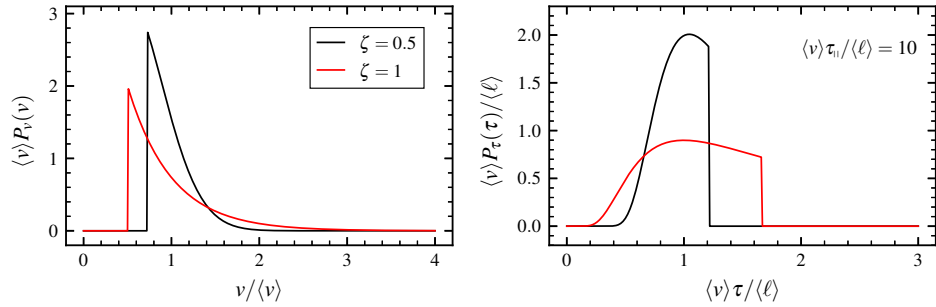 ⟨v⟩P_v(v)
3
2
1
0
ζ = 0.5
ζ = 1
0 1 2 3 4
v/⟨v⟩
⟨v⟩P_τ(τ)/⟨ℓ⟩
2.0
1.5
1.0
0.5
0.0
⟨v⟩τ_∥/⟨ℓ⟩ = 10
0 1 2 3
⟨v⟩τ/⟨ℓ⟩